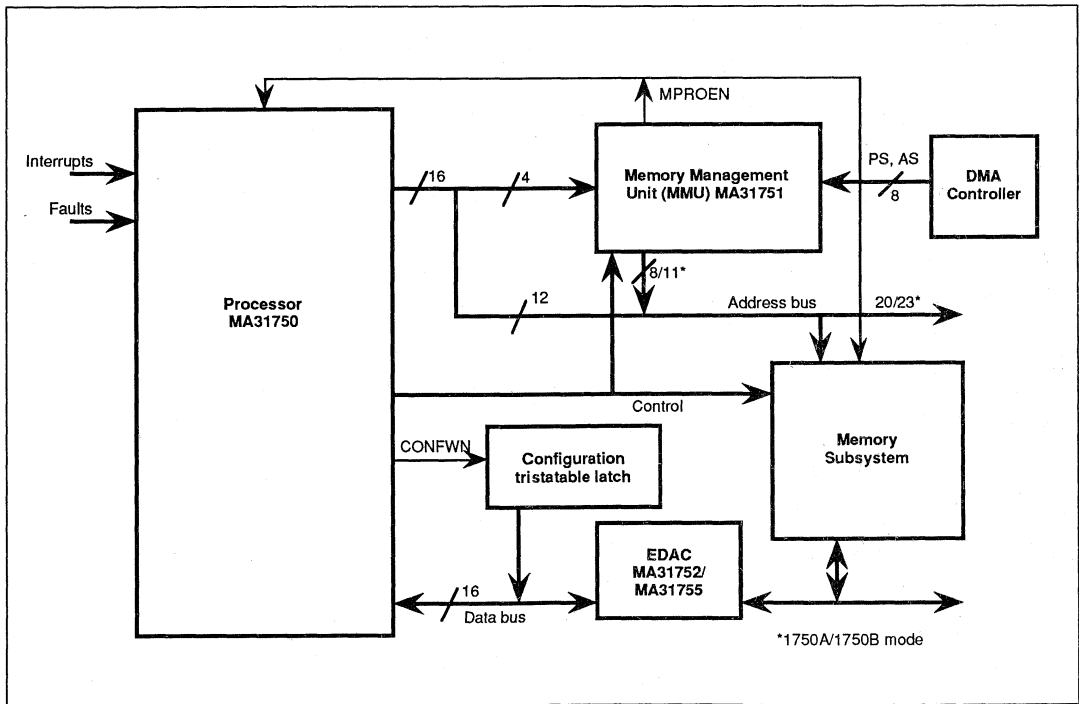 MPROEN
Interrupts
Faults
Processor
MA31750
16
4
Memory Management
Unit (MMU) MA31751
PS, AS
8
DMA
Controller
8/11*
12
Address bus
20/23*
Control
CONFWN
Configuration
tristatable latch
Memory
Subsystem
EDAC
MA31752/
MA31755
16
Data bus
*1750A/1750B mode